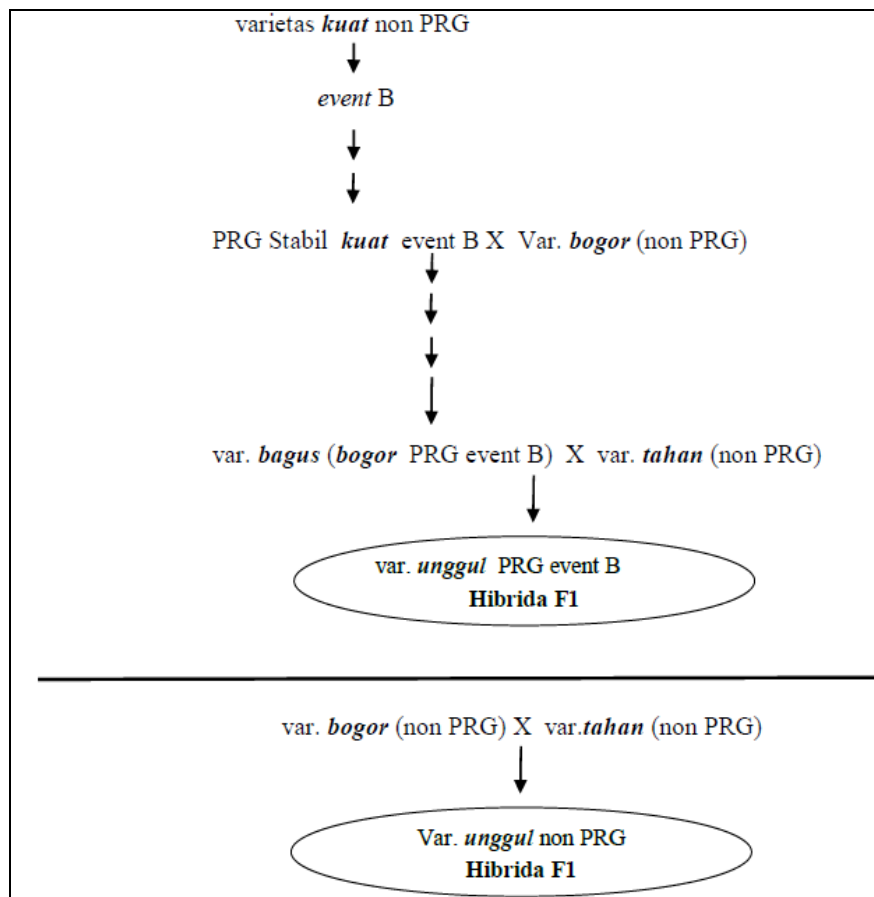 varietas kuat non PRG
event B
PRG Stabil kuat event B X Var. bogor (non PRG)
var. bagus (bogor PRG event B) X var. tahan (non PRG)
var. unggul PRG event B
Hibrida F1
var. bogor (non PRG) X var.tahan (non PRG)
Var. unggul non PRG
Hibrida F1